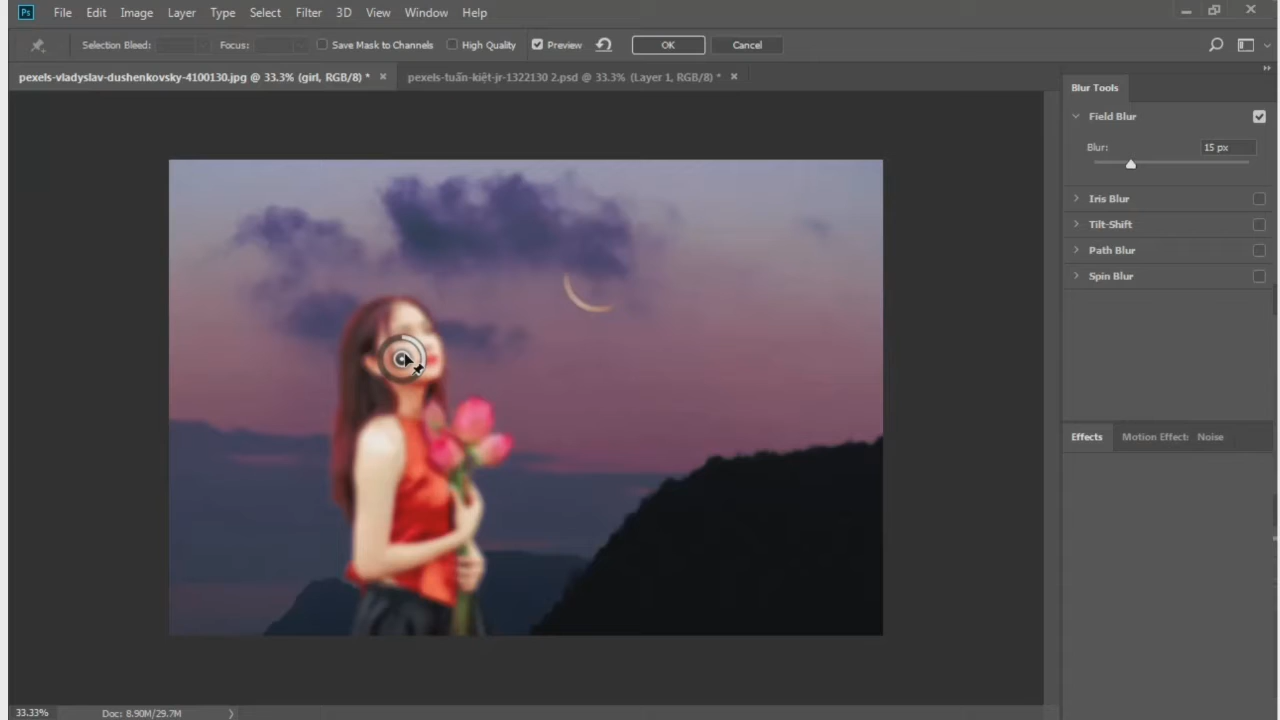 Ps File Edit Image Layer Type Select Filter 3D View Window Help
Selection Bleed: Focus: Save Mask to Channels High Quality Preview OK Cancel
pexels-vladyslav-dushenkovsky-4100130.jpg @ 33.3% (girl, RGB/8) * × pexels-tuấn-kiệt-jr-1322130 2.psd @ 33.3% (Layer 1, RGB/8) * ×
Blur Tools
Field Blur
Blur: 15 px
Iris Blur
Tilt-Shift
Path Blur
Spin Blur
Effects Motion Effect: Noise
33.33% Doc: 8.90M/29.7M